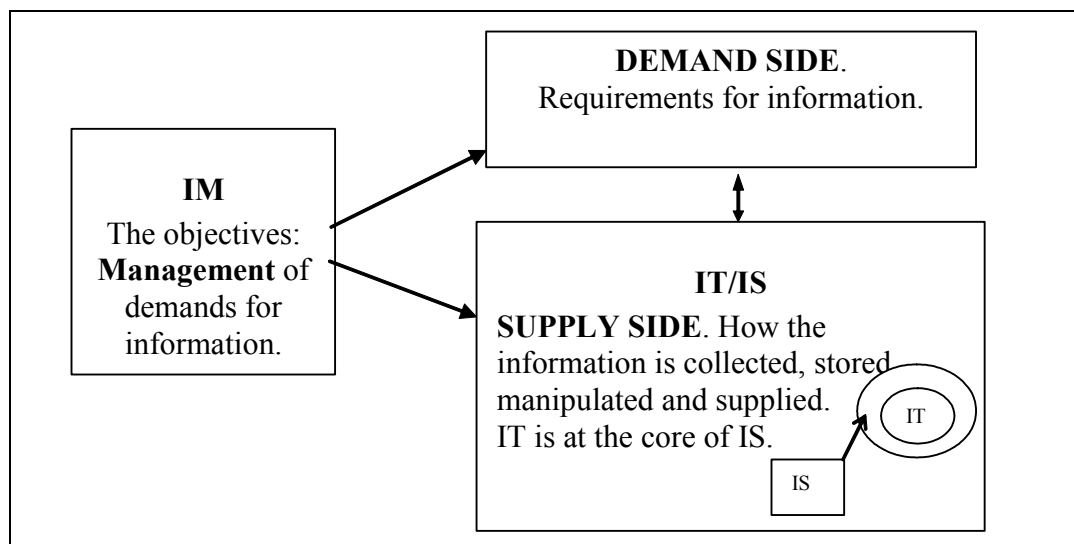 IM
The objectives:
Management of
demands for
information.
DEMAND SIDE.
Requirements for information.
IT/IS
SUPPLY SIDE. How the
information is collected, stored
manipulated and supplied.
IT is at the core of IS.
IT
IS